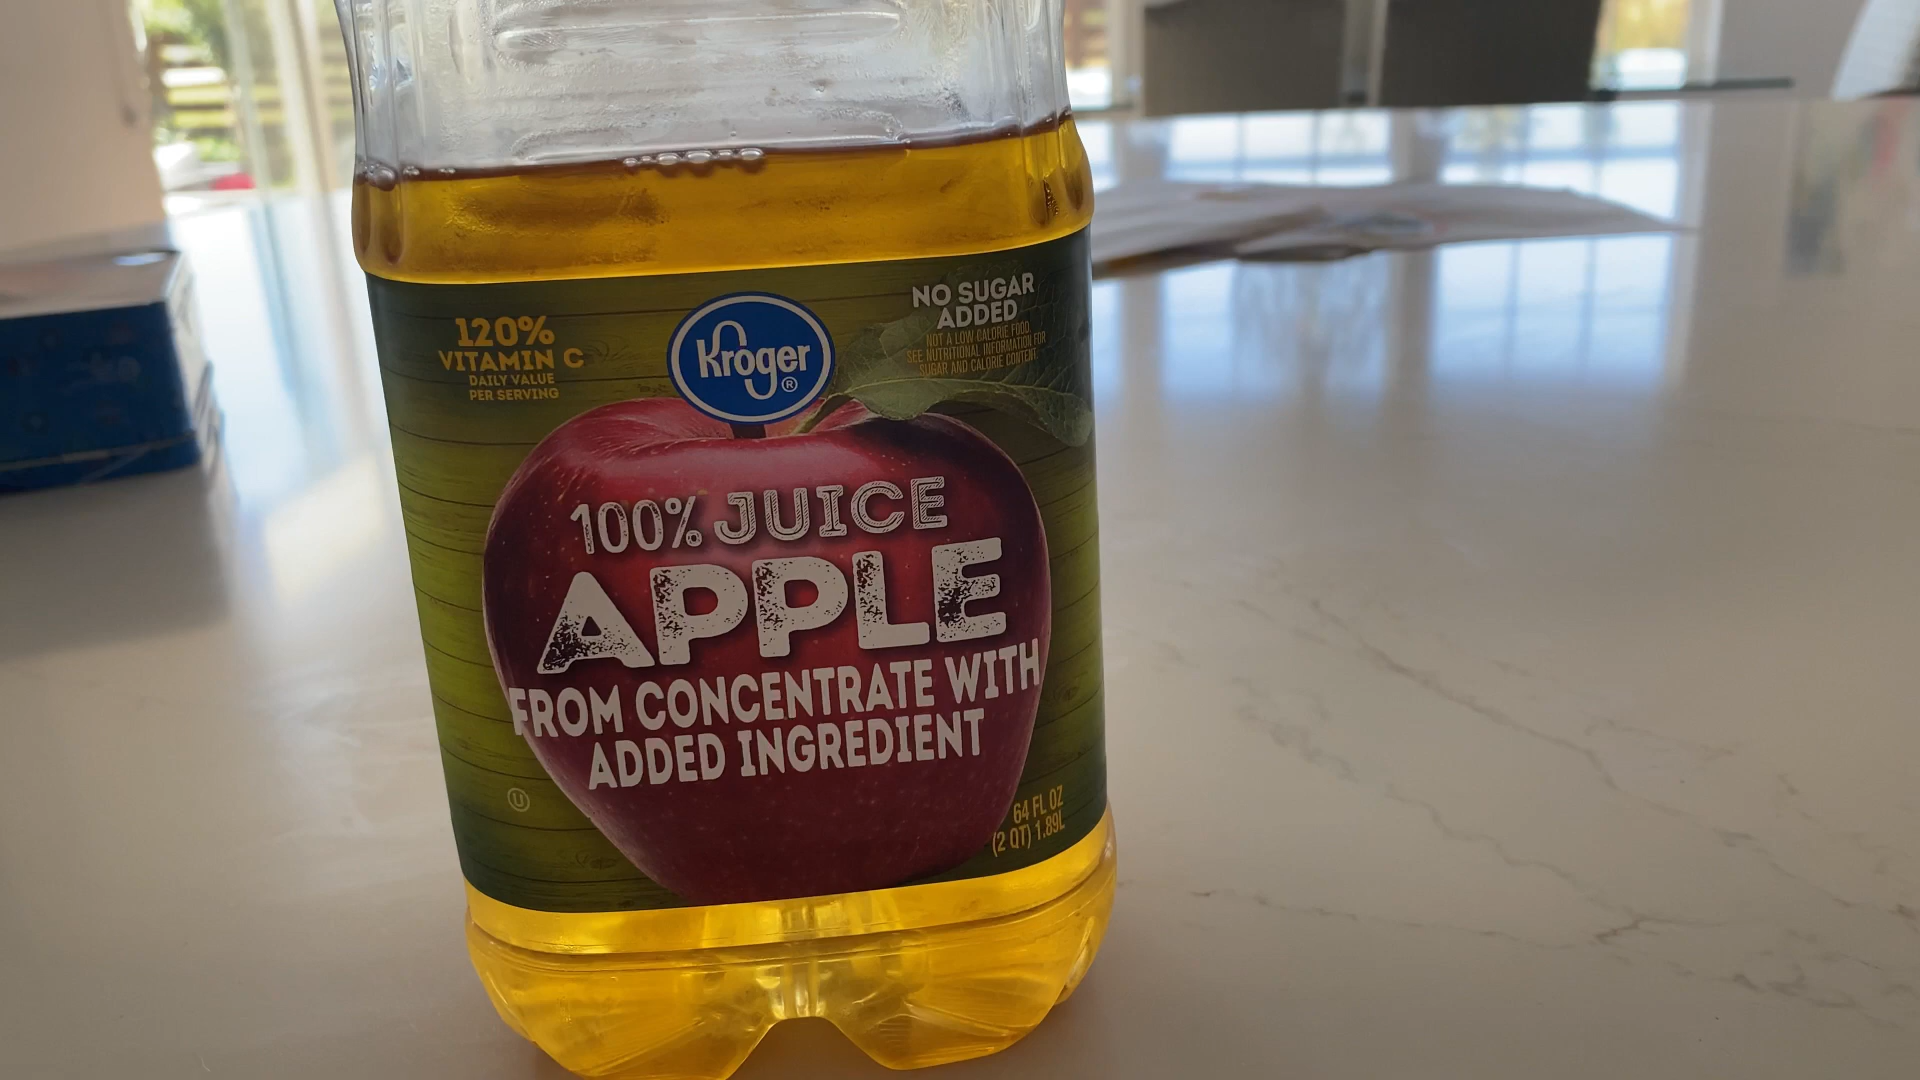 120%
VITAMIN C
DAILY VALUE
PER SERVING
Kroger®
NO SUGAR
ADDED
NOT A LOW CALORIE FOOD.
SEE NUTRITIONAL INFORMATION FOR
SUGAR AND CALORIE CONTENT.
100% JUICE
APPLE
FROM CONCENTRATE WITH
ADDED INGREDIENT
U
64 FL OZ
(2 QT) 1.89L